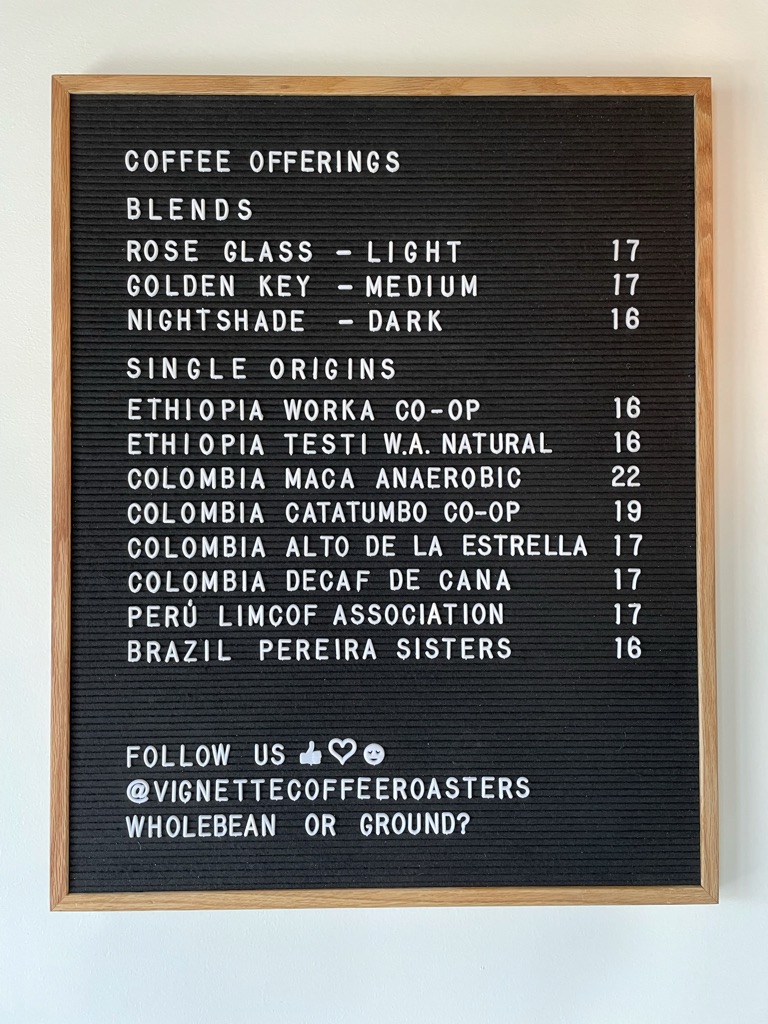 COFFEE OFFERINGS
BLENDS
ROSE GLASS - LIGHT 17
GOLDEN KEY - MEDIUM 17
NIGHTSHADE - DARK 16
SINGLE ORIGINS
ETHIOPIA WORKA CO-OP 16
ETHIOPIA TESTI W.A. NATURAL 16
COLOMBIA MACA ANAEROBIC 22
COLOMBIA CATATUMBO CO-OP 19
COLOMBIA ALTO DE LA ESTRELLA 17
COLOMBIA DECAF DE CANA 17
PERÚ LIMCOF ASSOCIATION 17
BRAZIL PEREIRA SISTERS 16
FOLLOW US
@VIGNETTECOFFEEROASTERS
WHOLEBEAN OR GROUND?